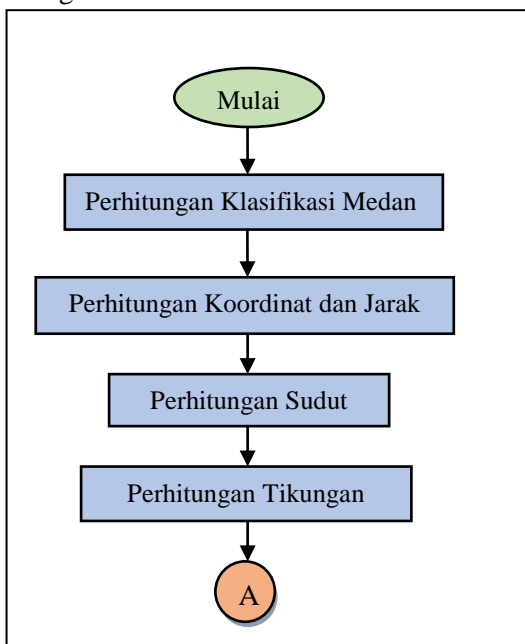 Mulai
Perhitungan Klasifikasi Medan
Perhitungan Koordinat dan Jarak
Perhitungan Sudut
Perhitungan Tikungan
A